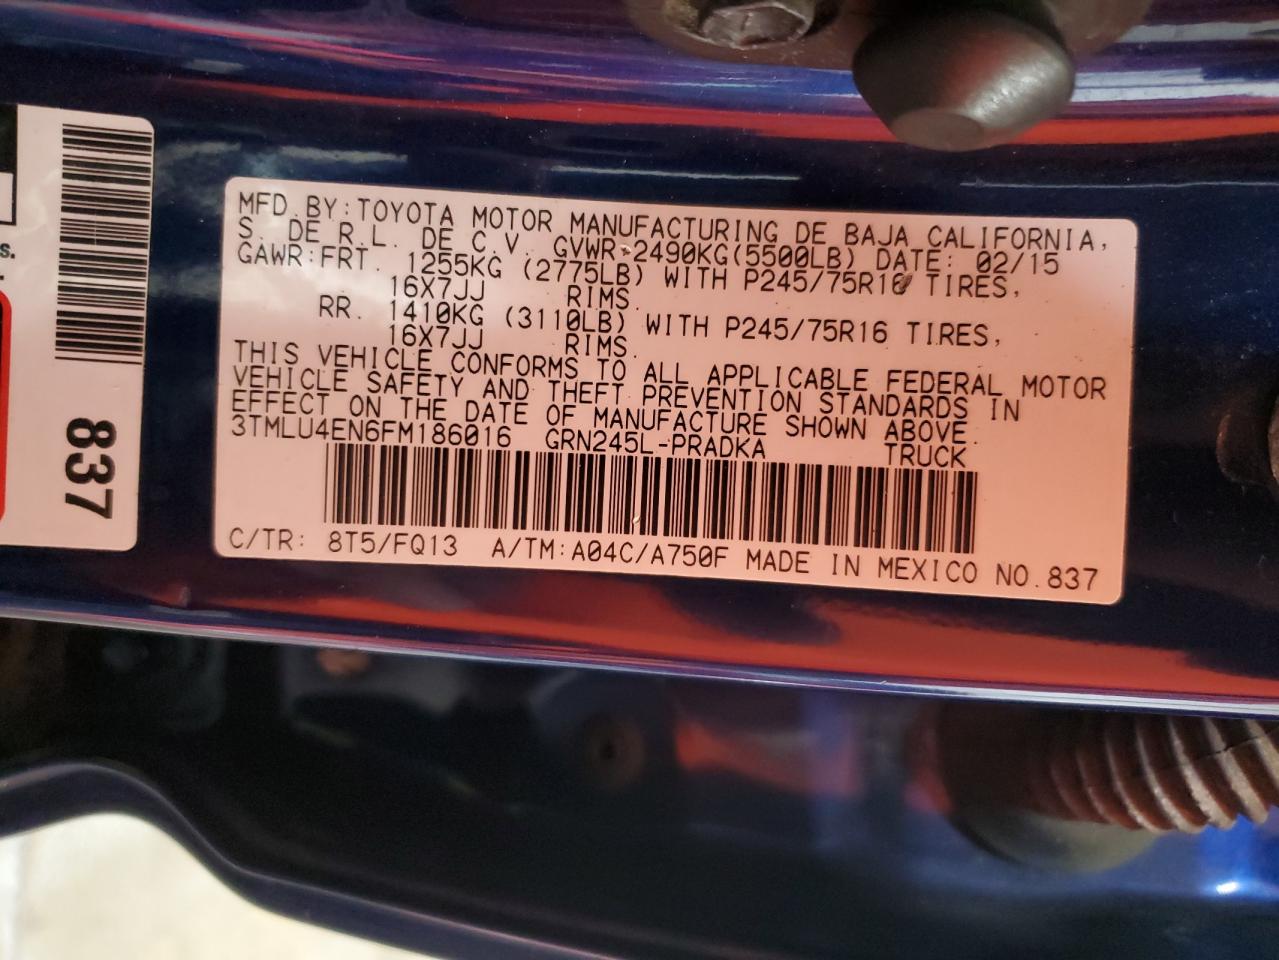 MFD.BY:TOYOTA MOTOR MANUFACTURING DE BAJA CALIFORNIA,
S. DE R.L. DE C.V. GVWR 2490KG(5500LB) DATE: 02/15
GAWR:FRT. 1255KG (2775LB) WITH P245/75R16 TIRES,
16X7JJ RIMS.
RR. 1410KG (3110LB) WITH P245/75R16 TIRES,
16X7JJ RIMS.
THIS VEHICLE CONFORMS TO ALL APPLICABLE FEDERAL MOTOR
VEHICLE SAFETY AND THEFT PREVENTION STANDARDS IN
EFFECT ON THE DATE OF MANUFACTURE SHOWN ABOVE.
3TMLU4EN6FM186016 GRN245L-PRADKA TRUCK
C/TR: 8T5/FQ13 A/TM:A04C/A750F MADE IN MEXICO NO.837
837